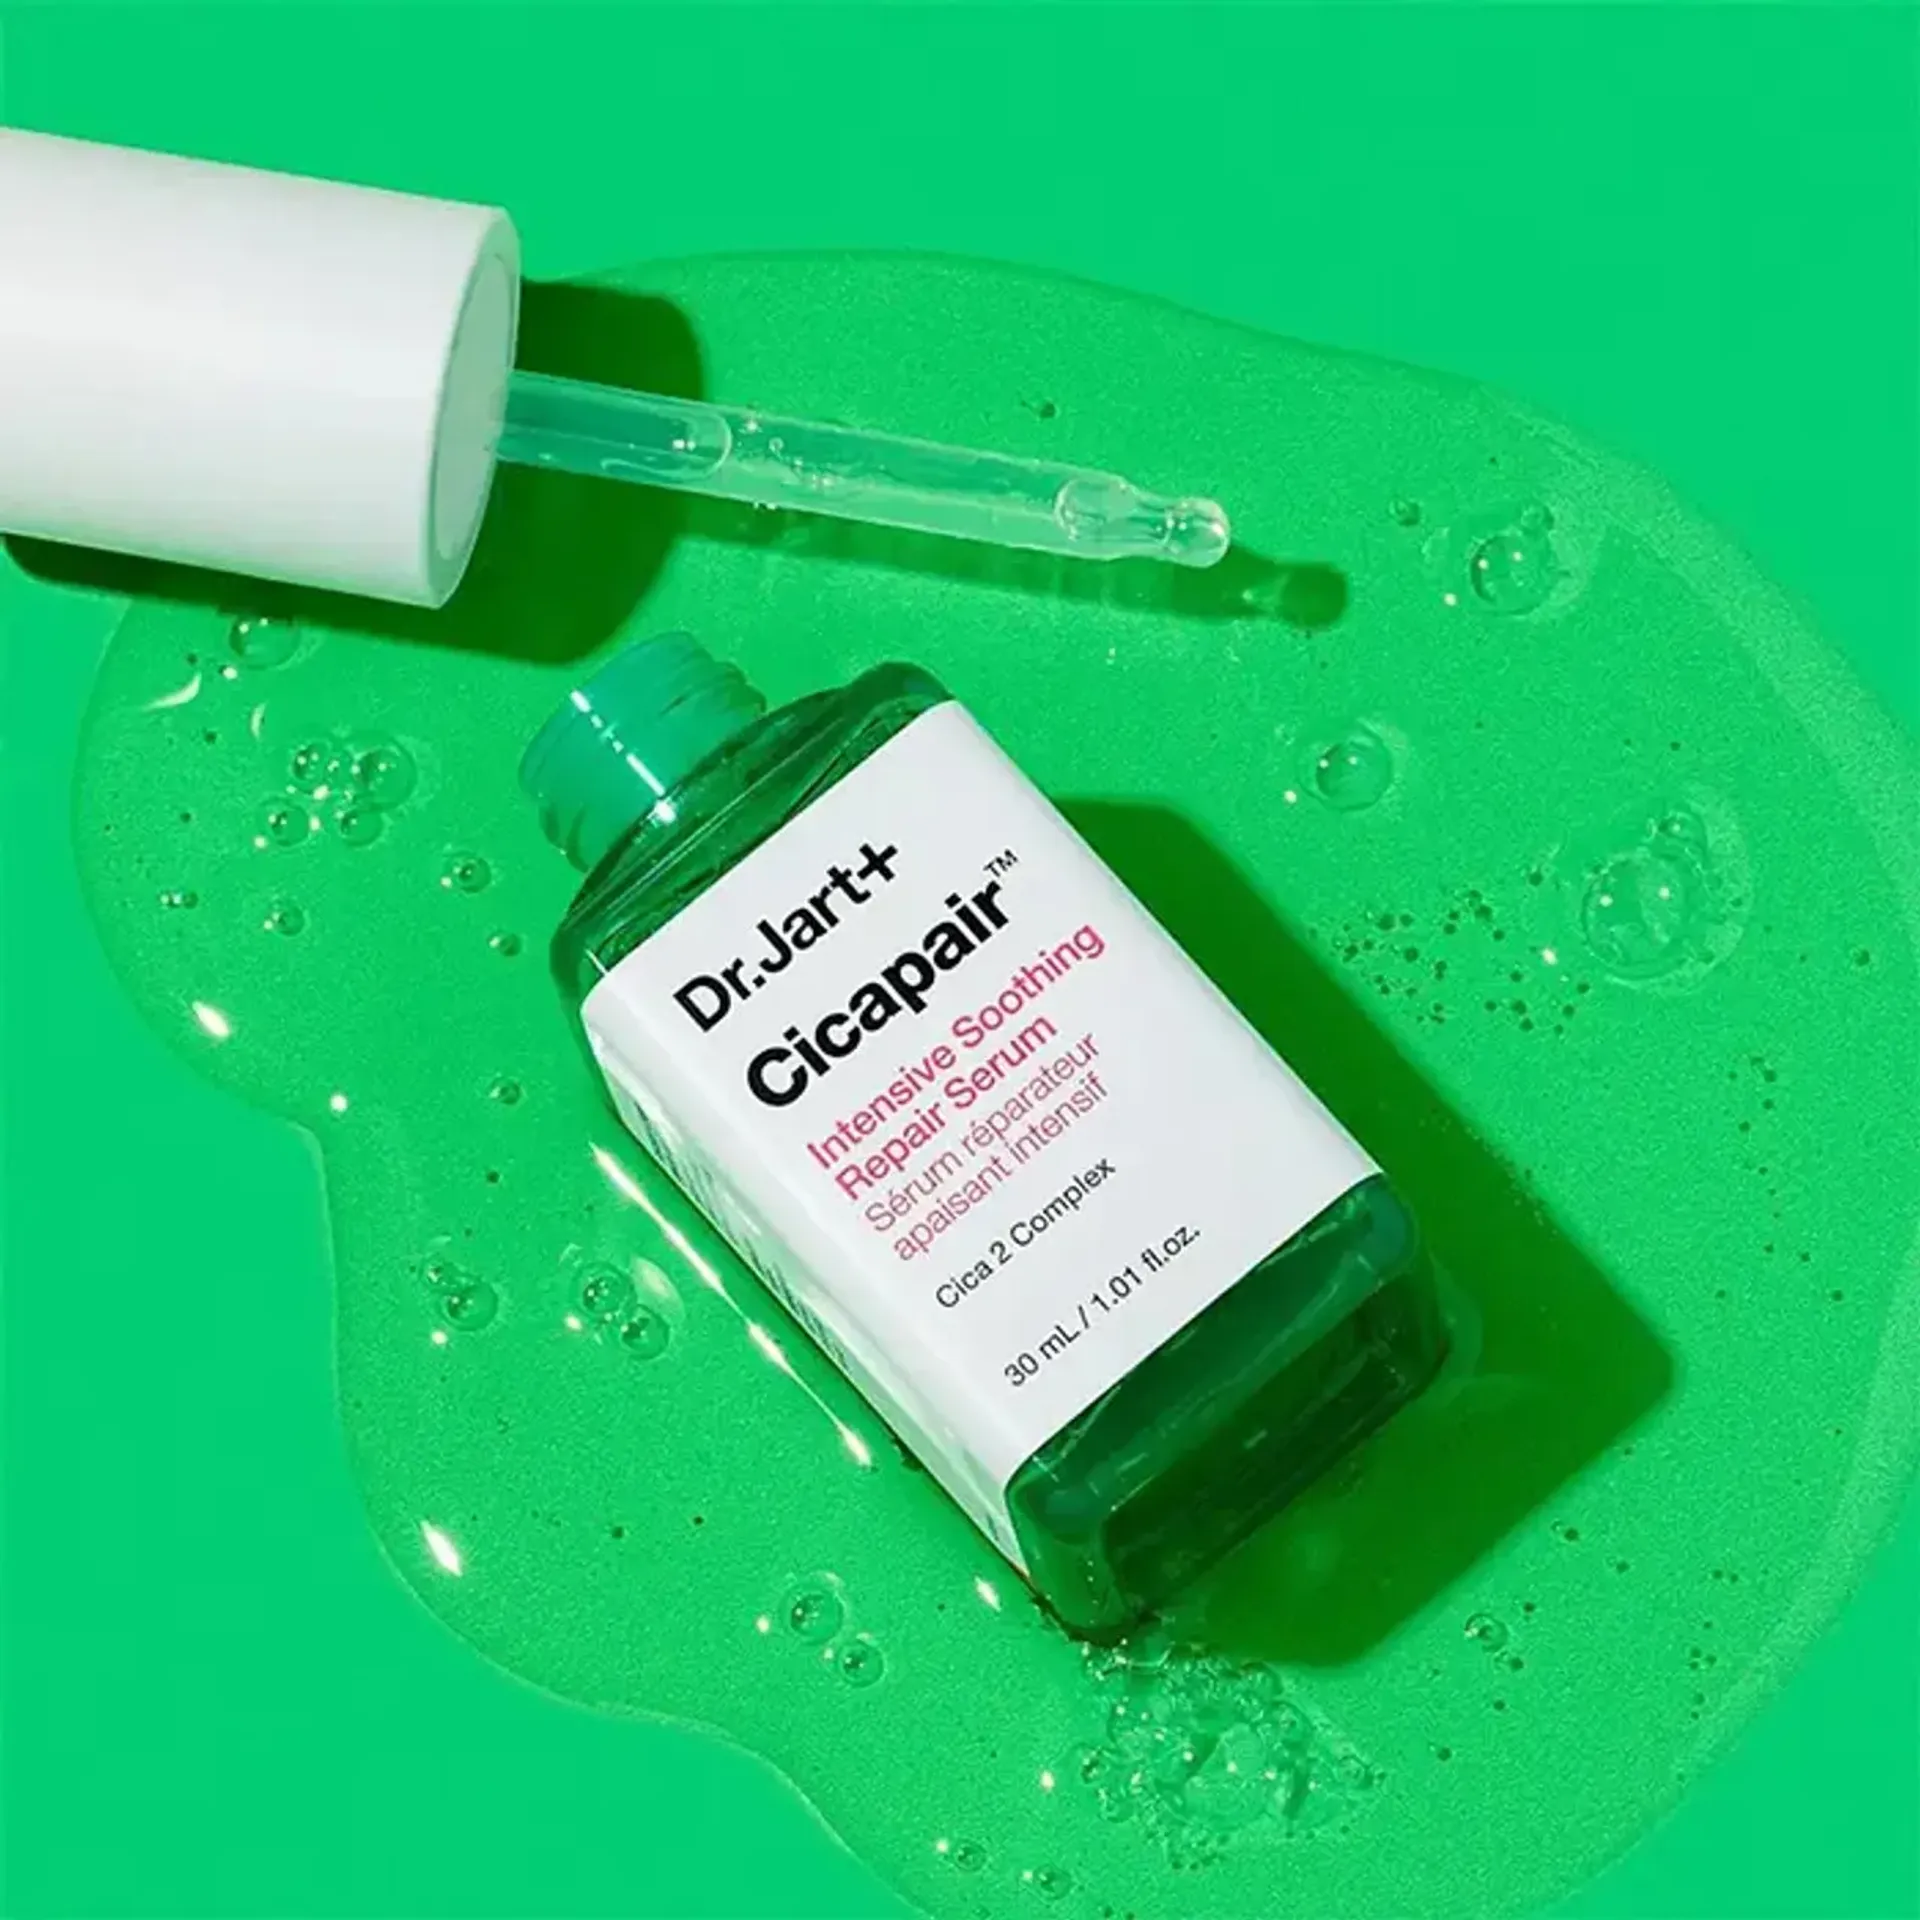 Dr.Jart+
Cicapair™
Intensive Soothing
Repair Serum
Sérum réparateur
apaisant intensif
Cica 2 Complex
30 mL / 1.01 fl.oz.